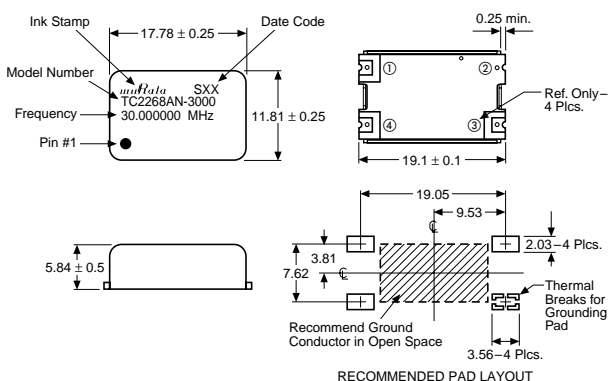 Ink Stamp
17.78 ± 0.25
Date Code
Model Number
muRata SXX
TC2268AN-3000
Frequency
30.000000 MHz
Pin #1
11.81 ± 0.25
0.25 min.
①
②
③
④
Ref. Only–
4 Plcs.
19.1 ± 0.1
5.84 ± 0.5
19.05
9.53
℄
3.81
7.62
℄
2.03–4 Plcs.
Thermal
Breaks for
Grounding
Pad
Recommend Ground
Conductor in Open Space
3.56–4 Plcs.
RECOMMENDED PAD LAYOUT